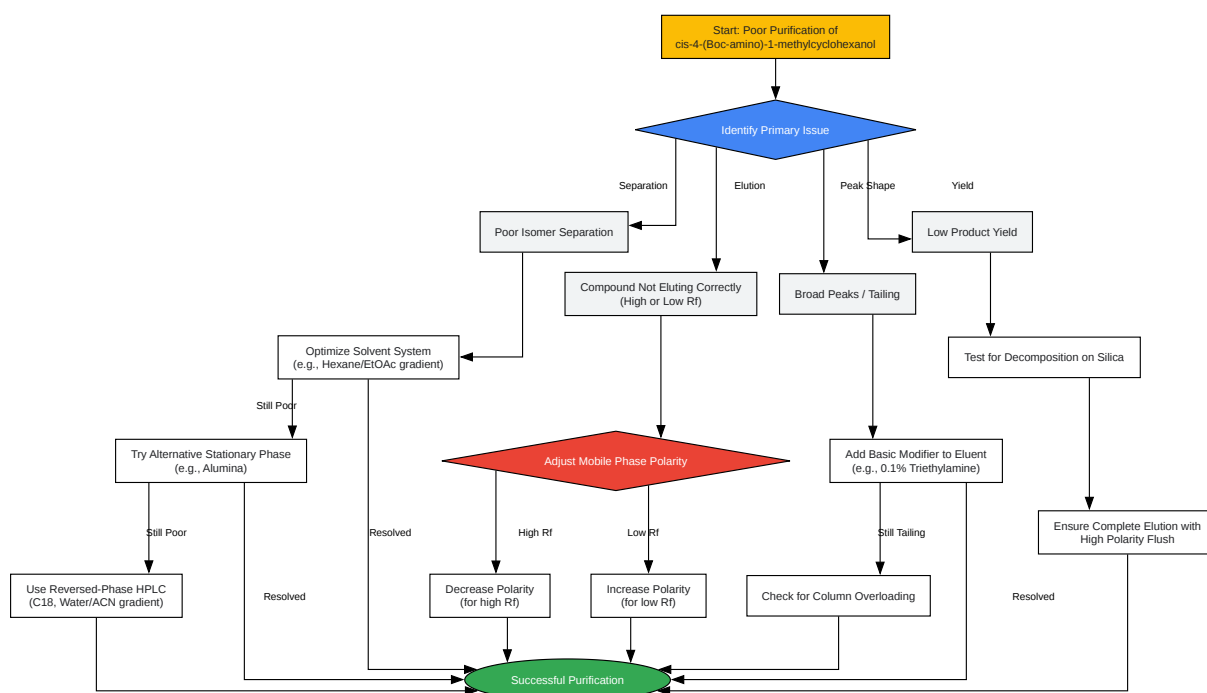 Start: Poor Purification of
cis-4-(Boc-amino)-1-methylcyclohexanol
Identify Primary Issue
Separation
Elution
Peak Shape
Yield
Poor Isomer Separation
Low Product Yield
Compound Not Eluting Correctly
(High or Low Rf)
Broad Peaks / Tailing
Optimize Solvent System
(e.g., Hexane/EtOAc gradient)
Test for Decomposition on Silica
Still Poor
Try Alternative Stationary Phase
(e.g., Alumina)
Adjust Mobile Phase Polarity
Add Basic Modifier to Eluent
(e.g., 0.1% Triethylamine)
Still Poor
Resolved
High Rf
Low Rf
Still Tailing
Ensure Complete Elution with
High Polarity Flush
Use Reversed-Phase HPLC
(C18, Water/ACN gradient)
Resolved
Decrease Polarity
(for high Rf)
Increase Polarity
(for low Rf)
Check for Column Overloading
Resolved
Successful Purification